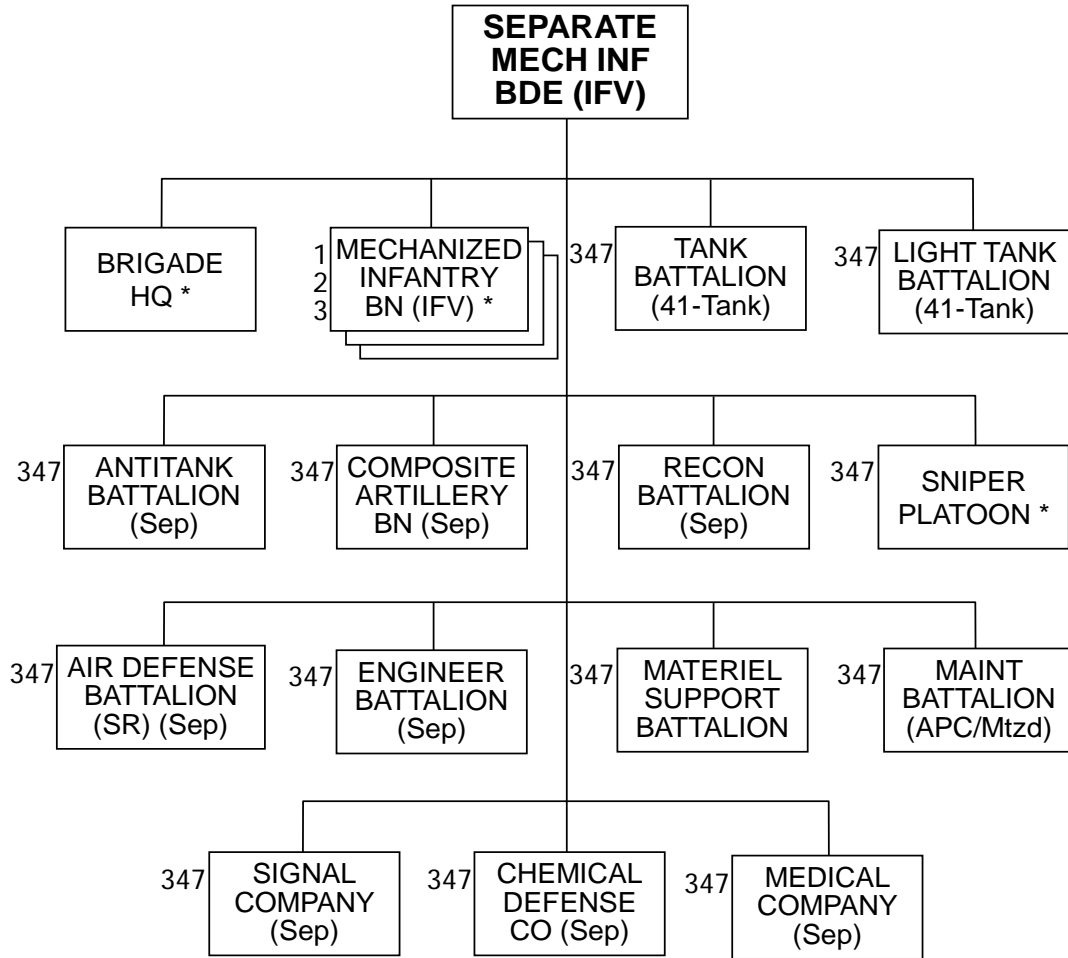 SEPARATE
MECH INF
BDE (IFV)
BRIGADE
HQ *
1
2
3
MECHANIZED
INFANTRY
BN (IFV) *
347
TANK
BATTALION
(41-Tank)
347
LIGHT TANK
BATTALION
(41-Tank)
347
ANTITANK
BATTALION
(Sep)
347
COMPOSITE
ARTILLERY
BN (Sep)
347
RECON
BATTALION
(Sep)
347
SNIPER
PLATOON *
347
AIR DEFENSE
BATTALION
(SR) (Sep)
347
ENGINEER
BATTALION
(Sep)
347
MATERIEL
SUPPORT
BATTALION
347
MAINT
BATTALION
(APC/Mtzd)
347
SIGNAL
COMPANY
(Sep)
347
CHEMICAL
DEFENSE
CO (Sep)
347
MEDICAL
COMPANY
(Sep)